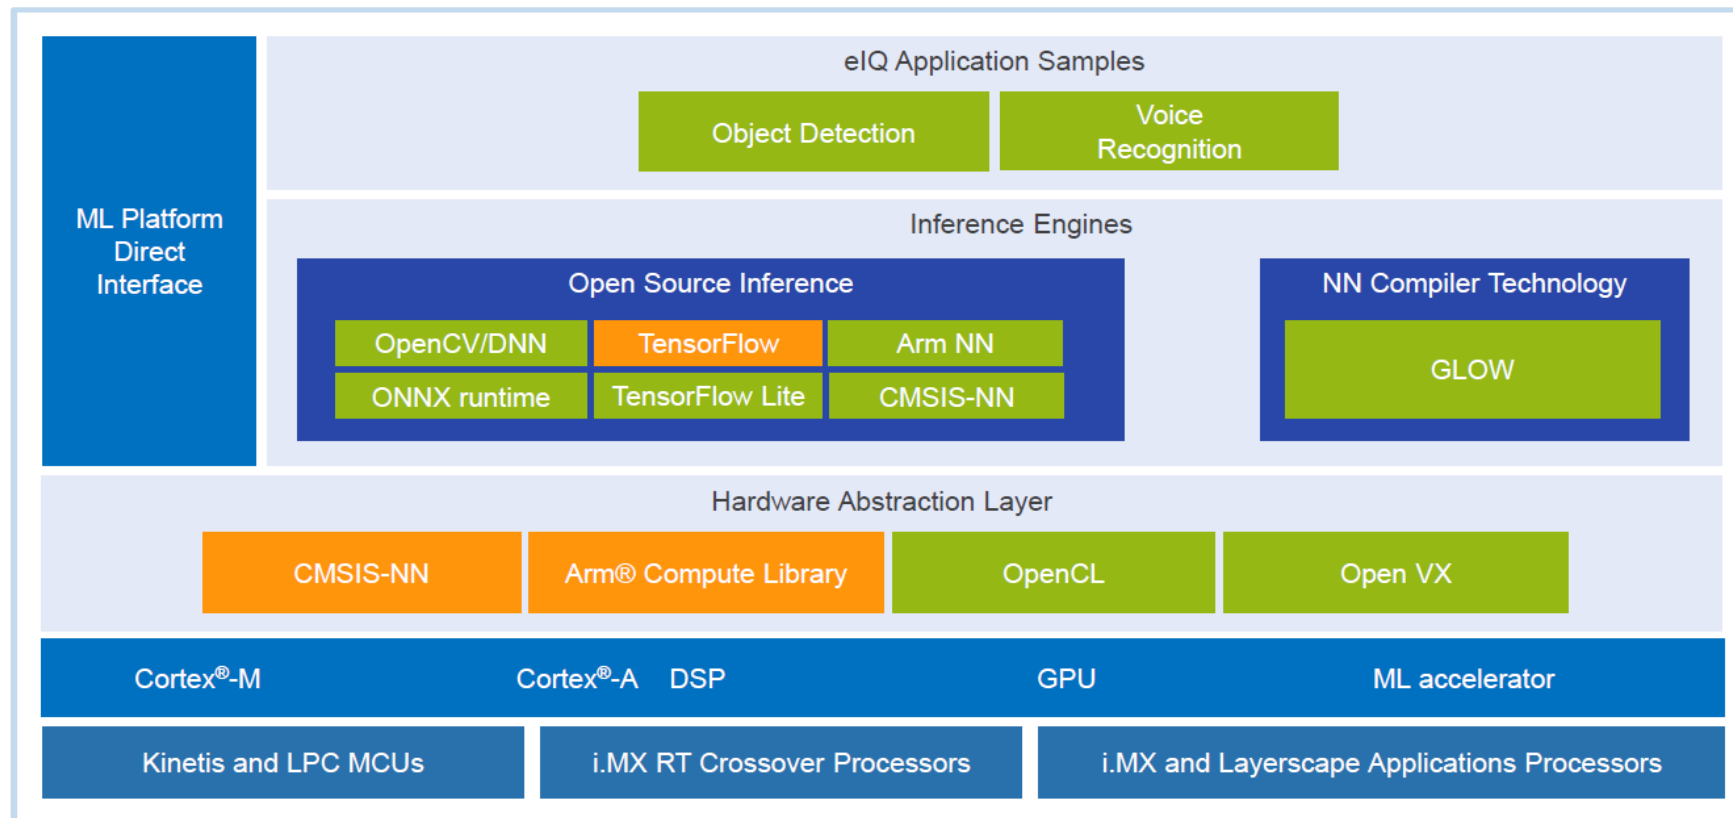 eIQ Application Samples
Object Detection
Voice
Recognition
ML Platform
Direct
Interface
Inference Engines
Open Source Inference
NN Compiler Technology
OpenCV/DNN
TensorFlow
Arm NN
ONNX runtime
TensorFlow Lite
CMSIS-NN
GLOW
Hardware Abstraction Layer
CMSIS-NN
Arm® Compute Library
OpenCL
Open VX
Cortex®-M
Cortex®-A
DSP
GPU
ML accelerator
Kinetis and LPC MCUs
i.MX RT Crossover Processors
i.MX and Layerscape Applications Processors